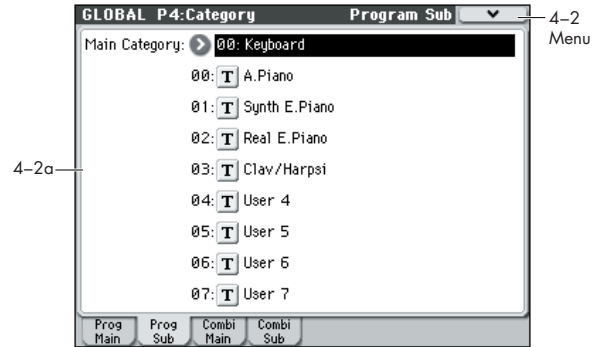 GLOBAL P4:Category Program Sub
4–2
Menu
Main Category: 00: Keyboard
00: T A.Piano
01: T Synth E.Piano
02: T Real E.Piano
4–2a
03: T Clav/Harpsi
04: T User 4
05: T User 5
06: T User 6
07: T User 7
Prog Main Prog Sub Combi Main Combi Sub